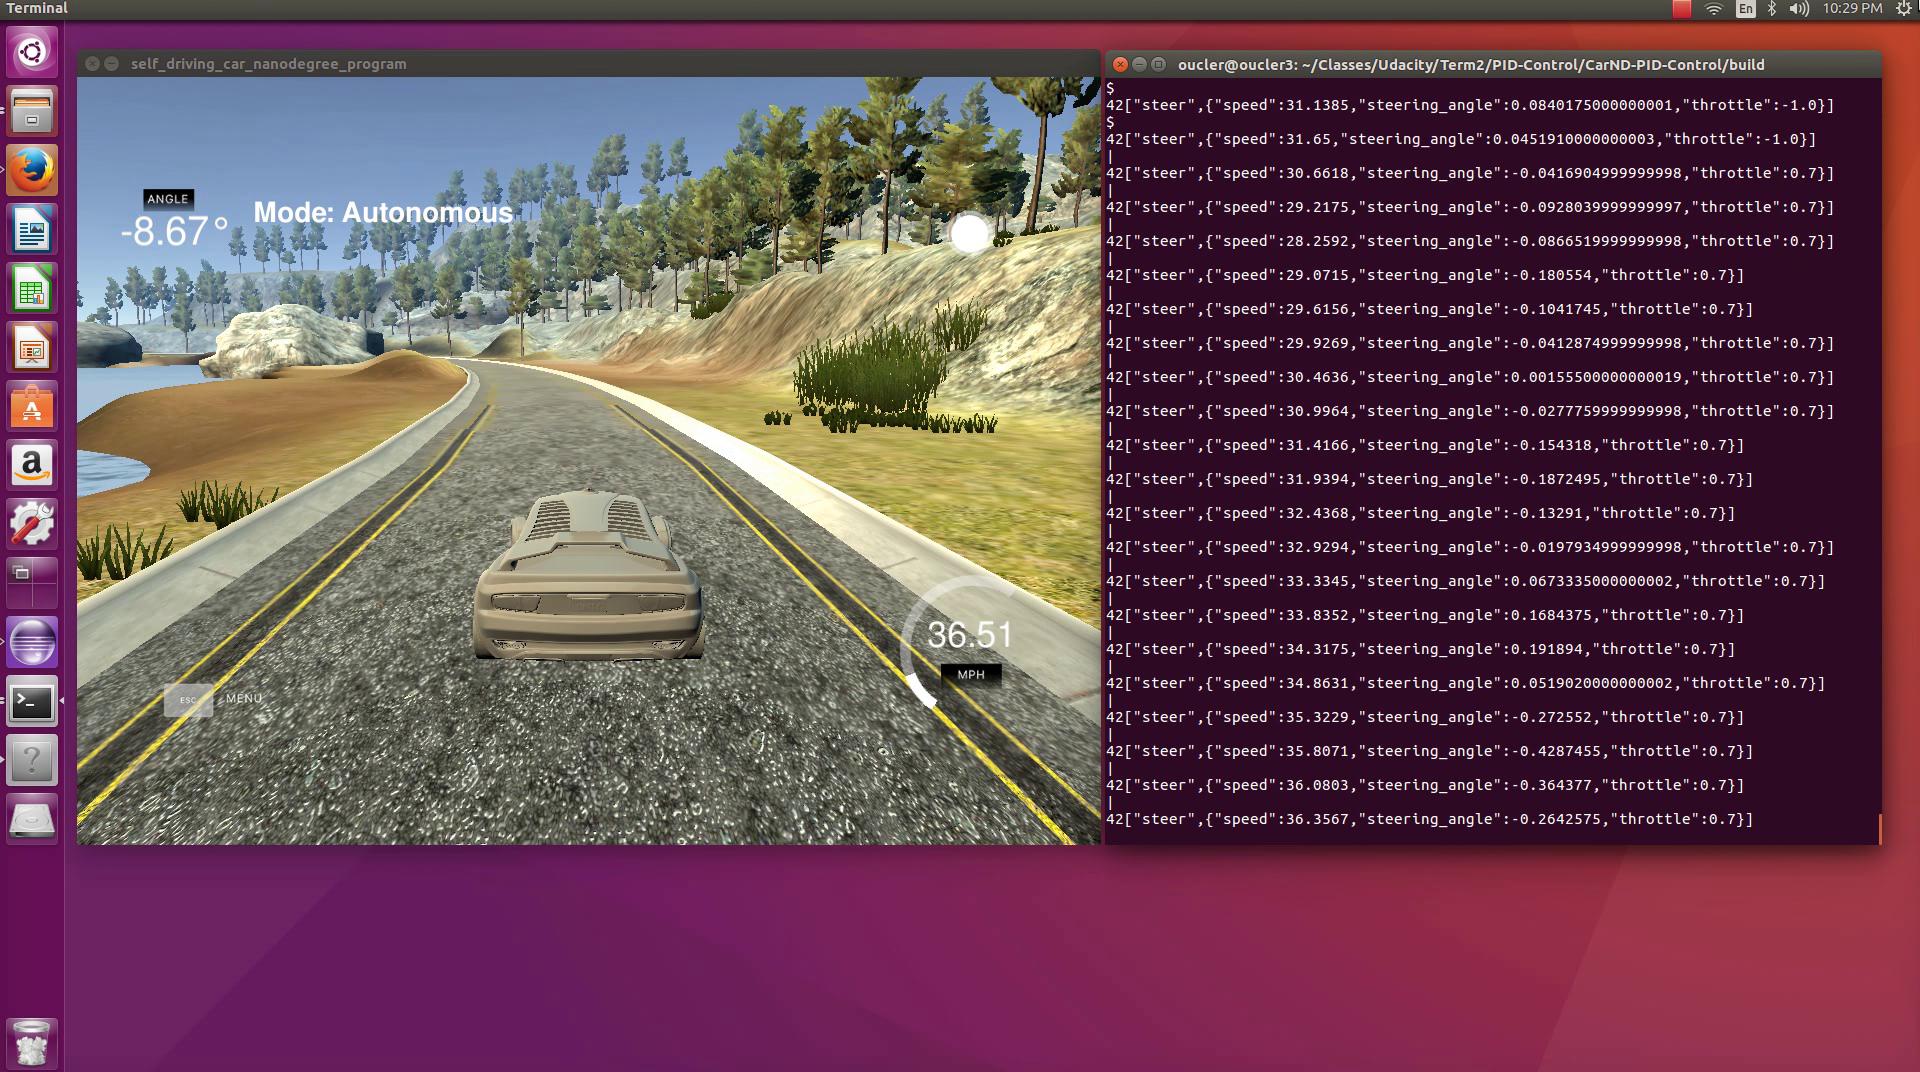 Terminal
En
10:29 PM
self_driving_car_nanodegree_program
ANGLE
-8.67°
Mode: Autonomous
36.51
MPH
ESC
MENU
oucler@oucler3: ~/Classes/Udacity/Term2/PID-Control/CarND-PID-Control/build
$
42["steer",{"speed":31.1385,"steering_angle":0.0840175000000001,"throttle":-1.0}]
$
42["steer",{"speed":31.65,"steering_angle":0.0451910000000003,"throttle":-1.0}]
|
42["steer",{"speed":30.6618,"steering_angle":-0.0416904999999998,"throttle":0.7}]
|
42["steer",{"speed":29.2175,"steering_angle":-0.0928039999999997,"throttle":0.7}]
|
42["steer",{"speed":28.2592,"steering_angle":-0.0866519999999998,"throttle":0.7}]
|
42["steer",{"speed":29.0715,"steering_angle":-0.180554,"throttle":0.7}]
|
42["steer",{"speed":29.6156,"steering_angle":-0.1041745,"throttle":0.7}]
|
42["steer",{"speed":29.9269,"steering_angle":-0.0412874999999998,"throttle":0.7}]
|
42["steer",{"speed":30.4636,"steering_angle":0.00155500000000019,"throttle":0.7}]
|
42["steer",{"speed":30.9964,"steering_angle":-0.0277759999999998,"throttle":0.7}]
|
42["steer",{"speed":31.4166,"steering_angle":-0.154318,"throttle":0.7}]
|
42["steer",{"speed":31.9394,"steering_angle":-0.1872495,"throttle":0.7}]
|
42["steer",{"speed":32.4368,"steering_angle":-0.13291,"throttle":0.7}]
|
42["steer",{"speed":32.9294,"steering_angle":-0.0197934999999998,"throttle":0.7}]
|
42["steer",{"speed":33.3345,"steering_angle":0.0673335000000002,"throttle":0.7}]
|
42["steer",{"speed":33.8352,"steering_angle":0.1684375,"throttle":0.7}]
|
42["steer",{"speed":34.3175,"steering_angle":0.191894,"throttle":0.7}]
|
42["steer",{"speed":34.8631,"steering_angle":0.0519020000000002,"throttle":0.7}]
|
42["steer",{"speed":35.3229,"steering_angle":-0.272552,"throttle":0.7}]
|
42["steer",{"speed":35.8071,"steering_angle":-0.4287455,"throttle":0.7}]
|
42["steer",{"speed":36.0803,"steering_angle":-0.364377,"throttle":0.7}]
|
42["steer",{"speed":36.3567,"steering_angle":-0.2642575,"throttle":0.7}]